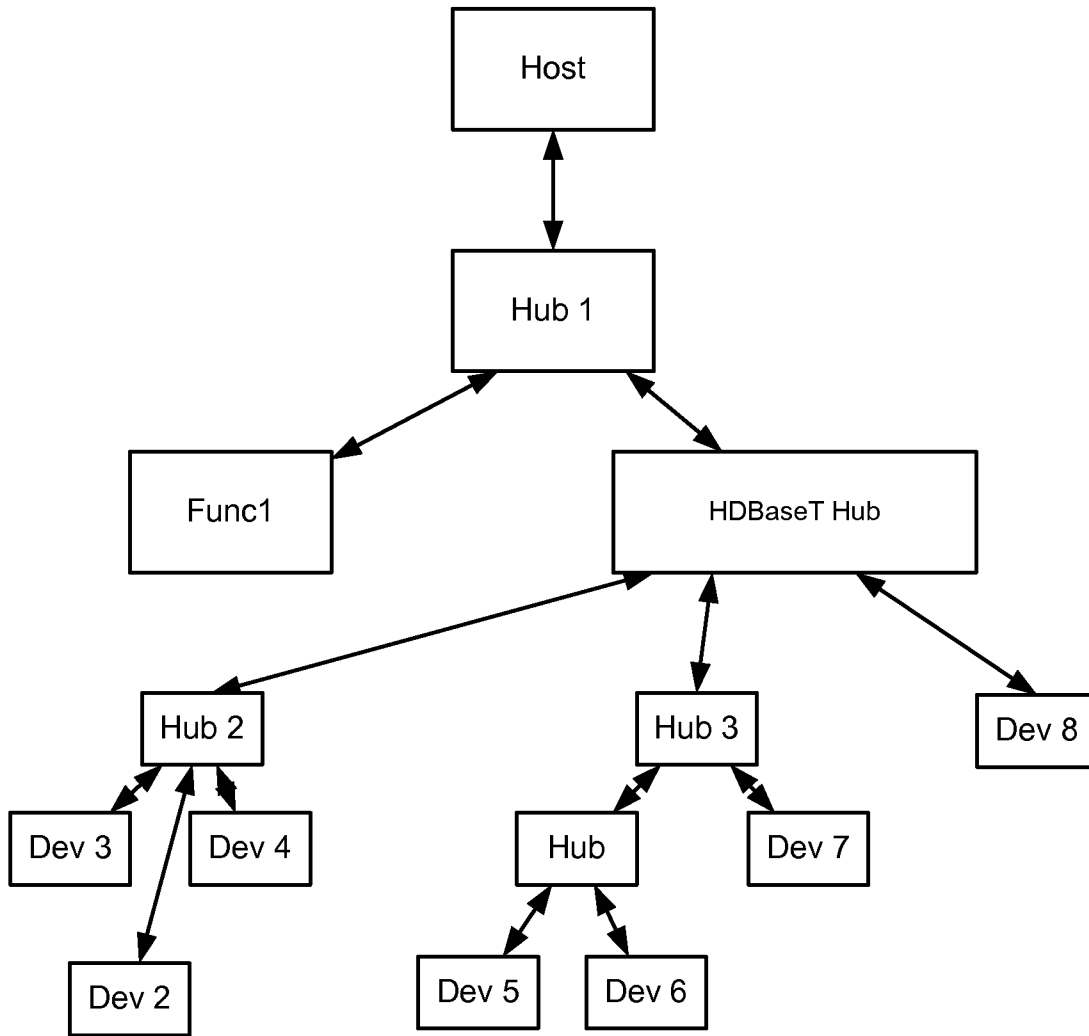 Host
Hub 1
Func1
HDBaseT Hub
Hub 2
Hub 3
Dev 8
Dev 3
Dev 4
Hub
Dev 7
Dev 2
Dev 5
Dev 6